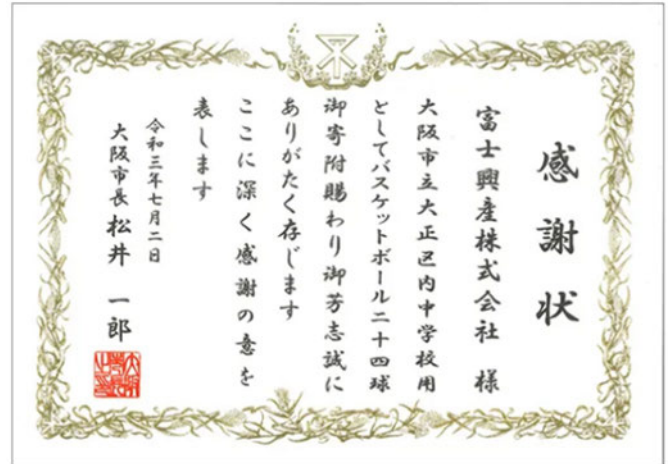 感謝状
富士興産株式会社 様
大阪市立大正区内中学校用
としてバスケットボール二十四球
御寄附賜わり御芳志誠に
ありがたく存じます
ここに深く感謝の意を
表します
令和三年七月二日
大阪市長 松井 一郎